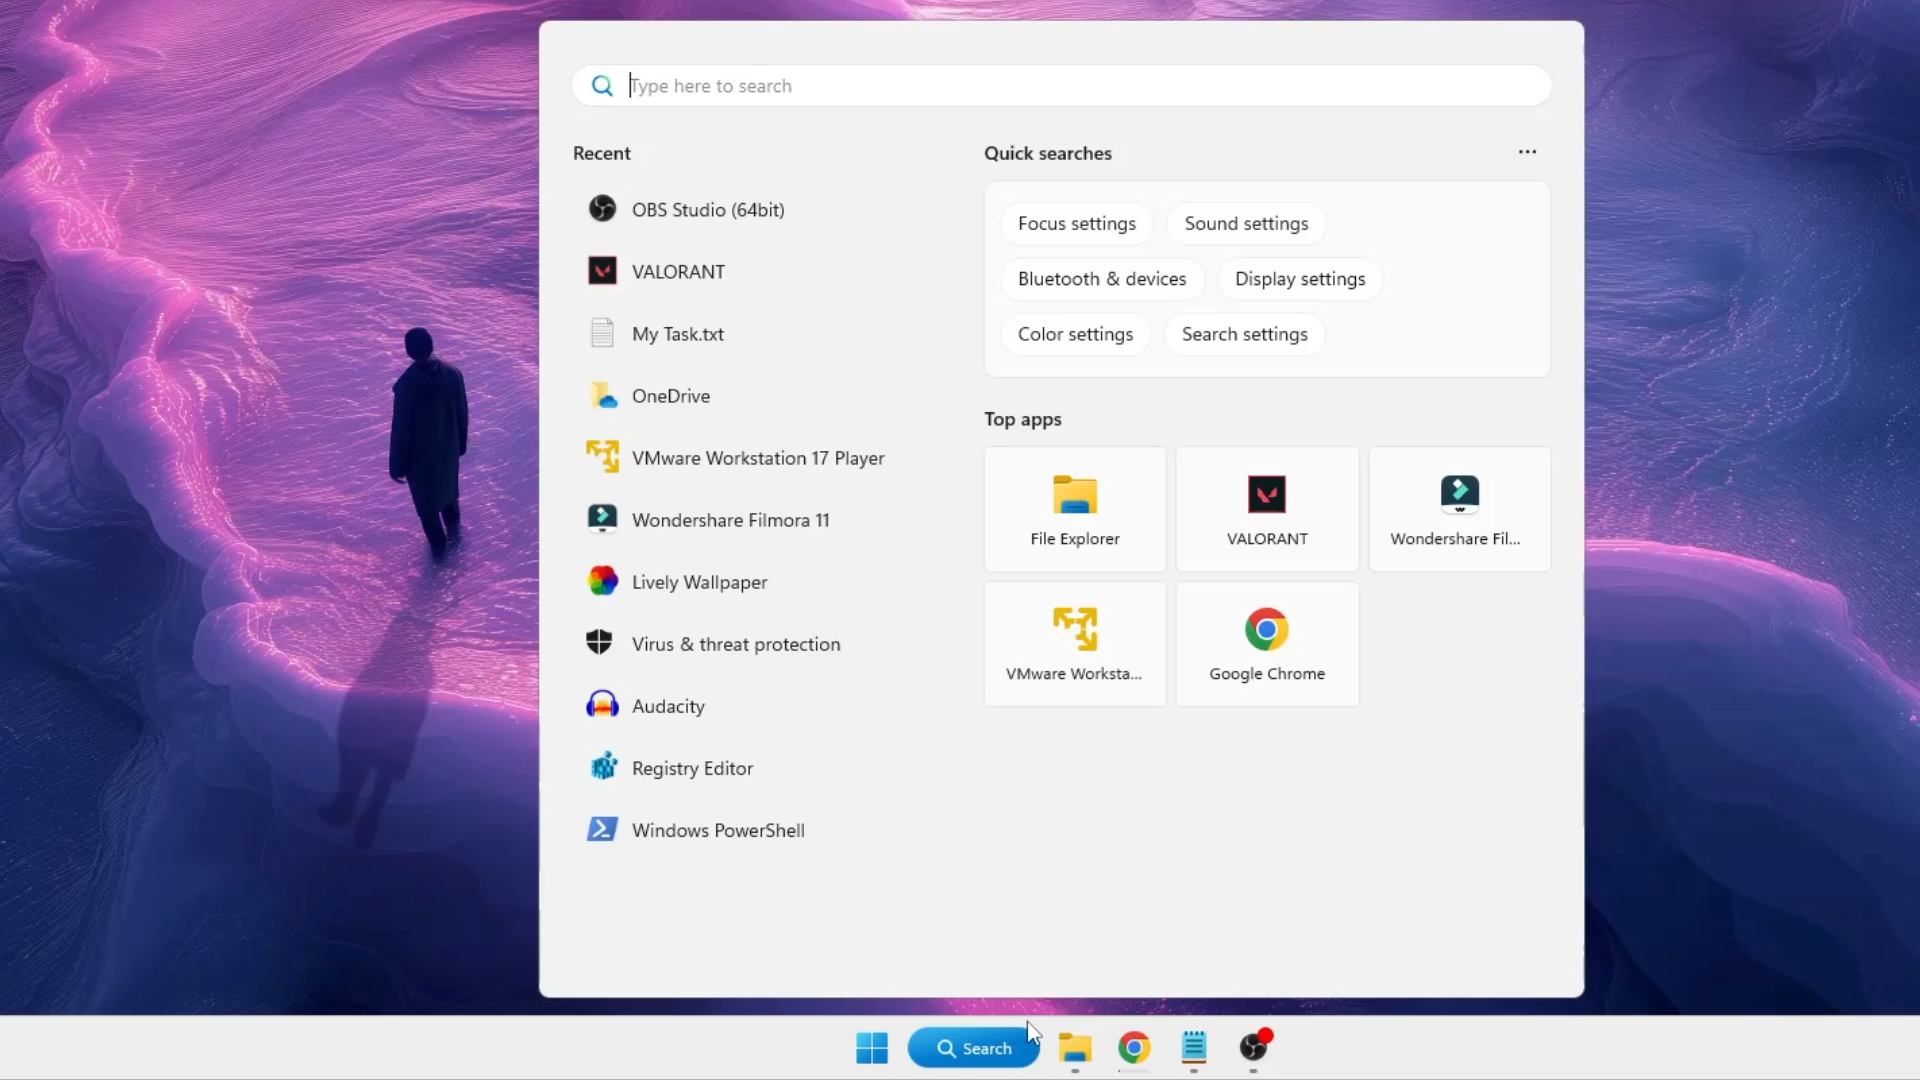 Type here to search
Recent
OBS Studio (64bit)
VALORANT
My Task.txt
OneDrive
VMware Workstation 17 Player
Wondershare Filmora 11
Lively Wallpaper
Virus & threat protection
Audacity
Registry Editor
Windows PowerShell
Quick searches
Focus settings
Sound settings
Bluetooth & devices
Display settings
Color settings
Search settings
Top apps
File Explorer
VALORANT
Wondershare Fil...
VMware Worksta...
Google Chrome
Search